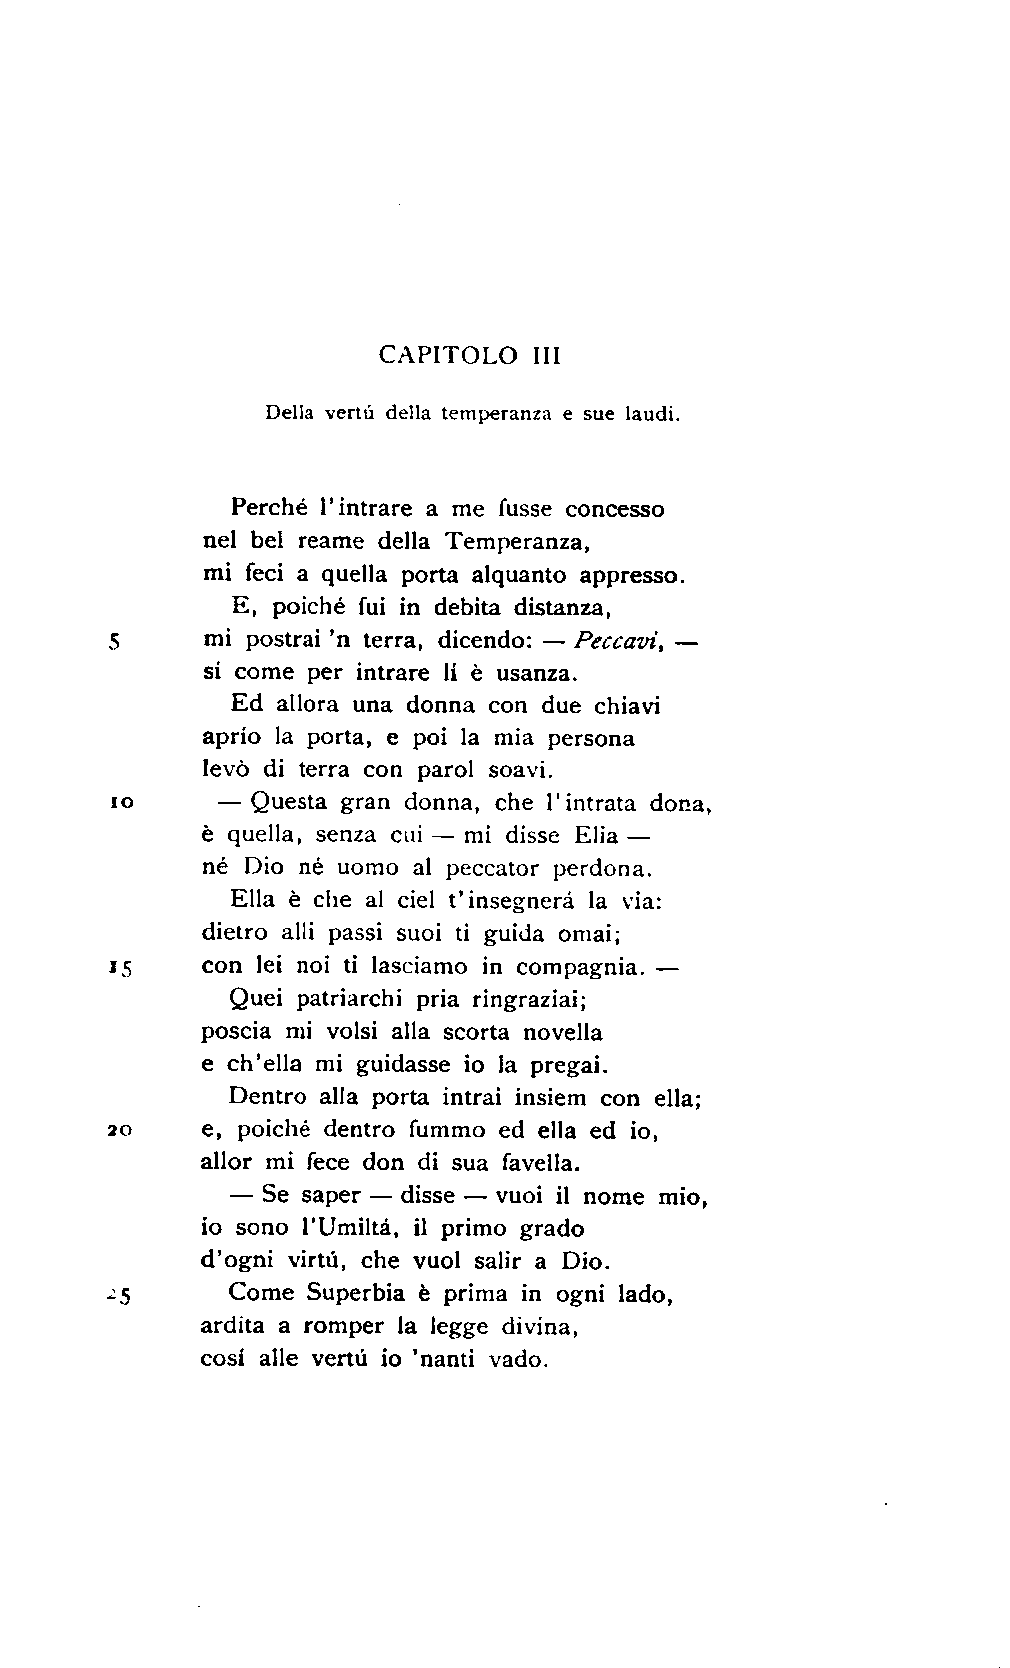 CAPITOLO III
Della vertú della temperanza e sue laudi.
Perché l'intrare a me fusse concesso
nel bel reame della Temperanza,
mi feci a quella porta alquanto appresso.
E, poiché fui in debita distanza,
5 mi postrai 'n terra, dicendo: — Peccavi, —
sí come per intrare lí è usanza.
Ed allora una donna con due chiavi
aprío la porta, e poi la mia persona
levò di terra con parol soavi.
10 — Questa gran donna, che l'intrata dona,
è quella, senza cui — mi disse Elia —
né Dio né uomo al peccator perdona.
Ella è che al ciel t'insegnerá la via:
dietro alli passi suoi ti guida omai;
15 con lei noi ti lasciamo in compagnia. —
Quei patriarchi pria ringraziai;
poscia mi volsi alla scorta novella
e ch'ella mi guidasse io la pregai.
Dentro alla porta intrai insiem con ella;
20 e, poiché dentro fummo ed ella ed io,
allor mi fece don di sua favella.
— Se saper — disse — vuoi il nome mio,
io sono l'Umiltá, il primo grado
d'ogni virtú, che vuol salir a Dio.
25 Come Superbia è prima in ogni lado,
ardita a romper la legge divina,
cosí alle vertú io 'nanti vado.